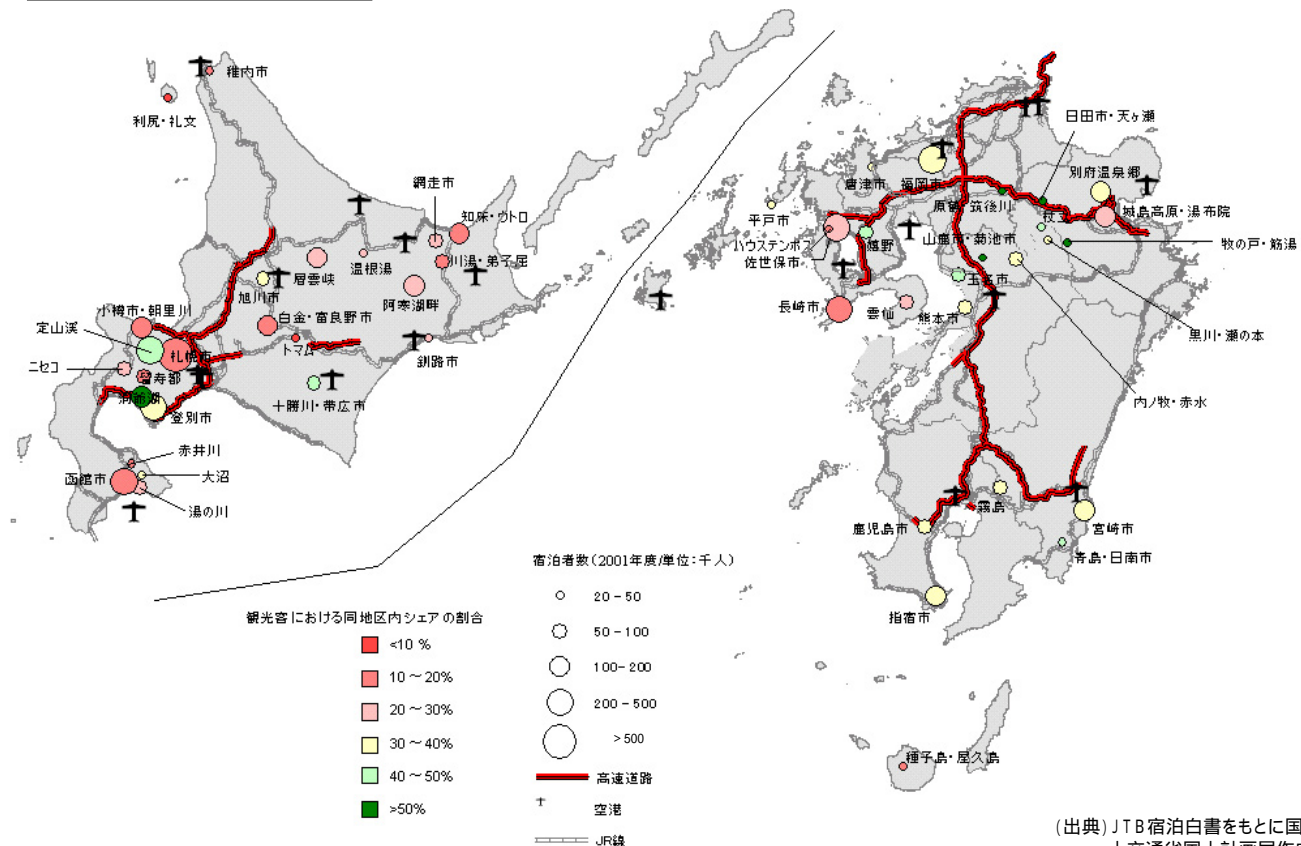 稚内市
利尻・礼文
網走市
知床・ウトロ
温根湯
川湯・弟子屈
層雲峡
旭川市
阿寒湖畔
小樽市・朝里川
白金・富良野市
定山渓
札幌市
トマム
釧路市
ニセコ
留寿都
洞爺湖
十勝川・帯広市
登別市
赤井川
函館市
大沼
湯の川
日田市・天ヶ瀬
唐津市
福岡市
別府温泉郷
平戸市
原鶴・筑後川
杖立
城島高原・湯布院
ハウステンボス
嬉野
山鹿市・菊池市
牧の戸・筋湯
佐世保市
玉名市
長崎市
雲仙
熊本市
黒川・瀬の本
内ノ牧・赤水
霧島
鹿児島市
宮崎市
青島・日南市
指宿市
種子島・屋久島
観光客における同地区内シェアの割合
<10 %
10～20%
20～30%
30～40%
40～50%
>50%
宿泊者数(2001年度/単位:千人)
20-50
50-100
100-200
200-500
>500
高速道路
空港
JR線
(出典)JTB宿泊白書をもとに国